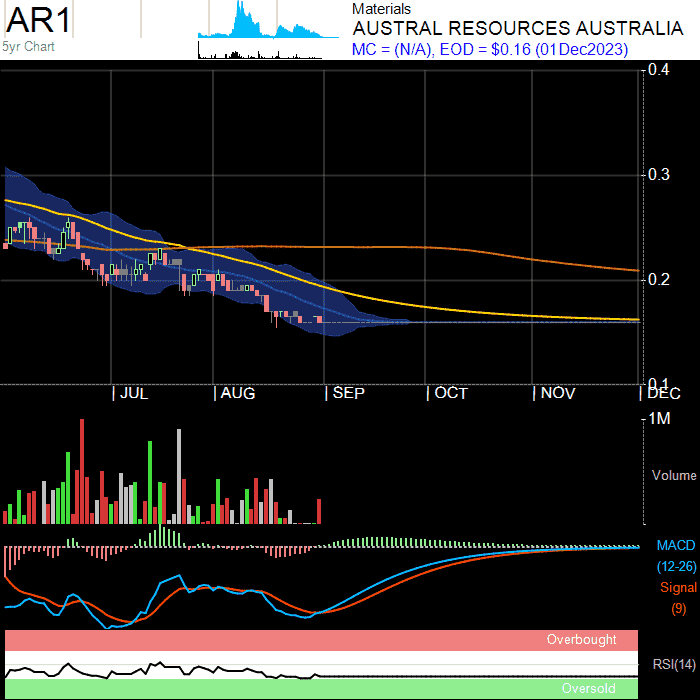 AR1
5yr Chart
Materials
AUSTRAL RESOURCES AUSTRALIA
MC = (N/A), EOD = $0.16 (01Dec2023)
0.4
0.3
0.2
0.1
JUL AUG SEP OCT NOV DEC
1M
Volume
MACD
(12-26)
Signal
(9)
Overbought
RSI(14)
Oversold